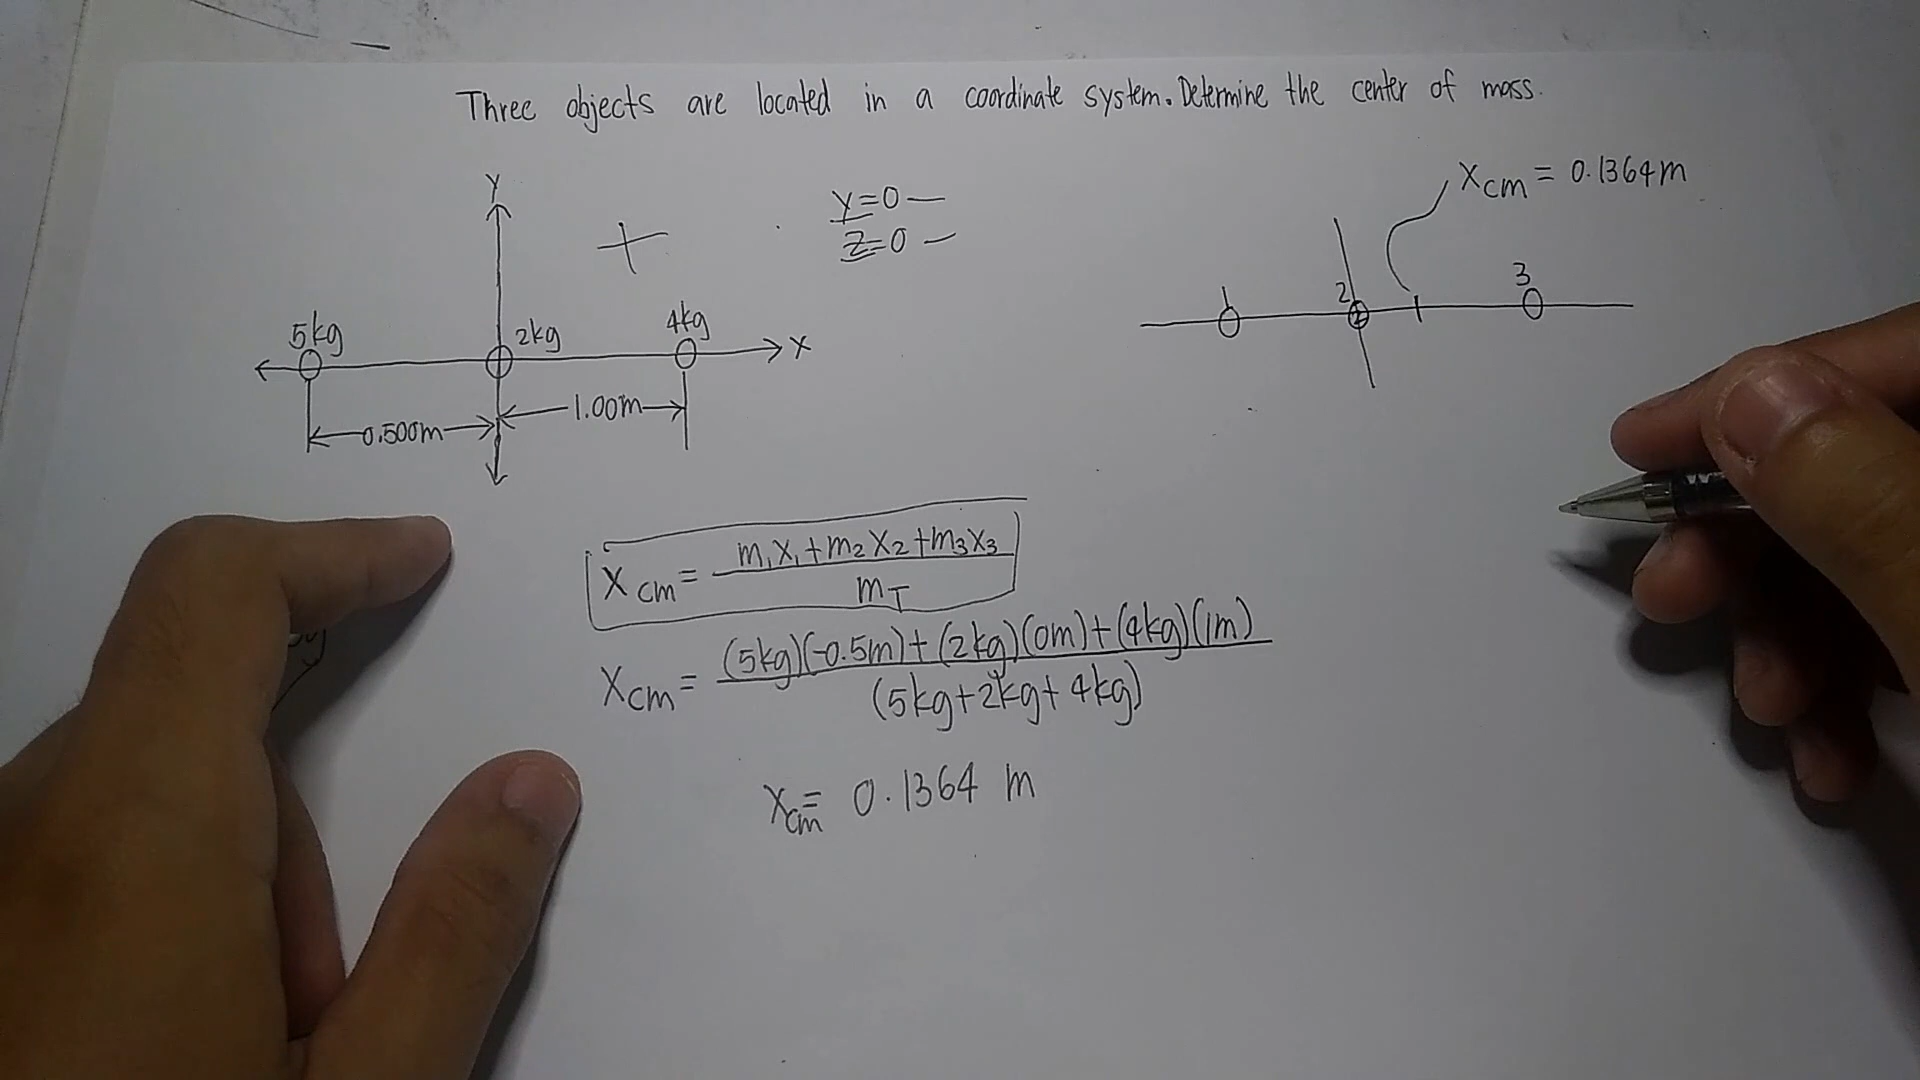 Three objects are located in a coordinate system. Determine the center of mass.
Y
5kg
2kg
4kg
X
0.500m
1.00m
y=0
z=0
Xcm = 0.1364m
1
2
3
Xcm = m1x1+m2x2+m3x3
mT
Xcm = (5kg)(-0.5m)+(2kg)(0m)+(4kg)(1m)
(5kg+2kg+4kg)
Xcm = 0.1364 m